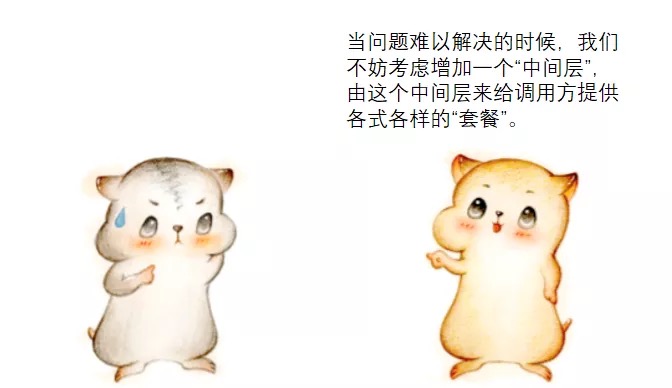 当问题难以解决的时候，我们
不妨考虑增加一个“中间层”，
由这个中间层来给调用方提供
各式各样的“套餐”。